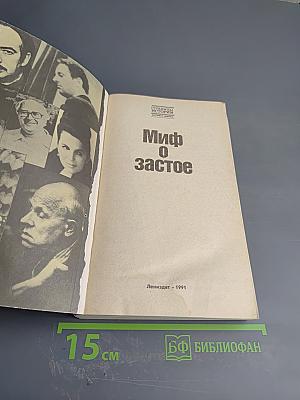 Миф
о
застое
Лениздат · 1991
15 см
БФ БИБЛИОФАН